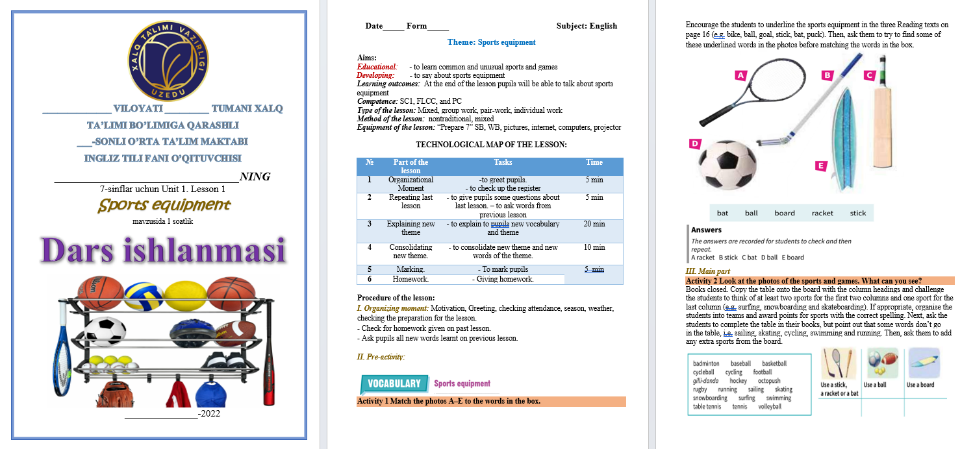 XALQ TALIMI VAZIRLIGI
UZEDU
____________ VILOYATI ________ TUMANI XALQ
TA’LIMI BO’LIMIGA QARASHLI
___-SONLI O’RTA TA’LIM MAKTABI
INGLIZ TILI FANI O’QITUVCHISI
______________________________NING
7-sinflar uchun Unit 1. Lesson 1
Sports equipment
mavzusida 1 soatlik
Dars ishlanmasi
______________-2022
Date_____ Form_____ Subject: English
Theme: Sports equipment
Aims:
Educational: - to learn common and unusual sports and games
Developing: - to say about sports equipment
Learning outcomes: At the end of the lesson pupils will be able to talk about sports
equipment
Competence: SC1, FLCC, and PC
Type of the lesson: Mixed, group work, pair-work, individual work
Method of the lesson: nontraditional, mixed
Equipment of the lesson: “Prepare 7” SB, WB, pictures, internet, computers, projector
TECHNOLOGICAL MAP OF THE LESSON:
№ Part of the lesson Tasks Time
1 Organizational Moment -to greet pupils. - to check up the register 5 min
2 Repeating last lesson - to give pupils some questions about last lesson. – to ask words from previous lesson 5 min
3 Explaining new theme - to explain to pupils new vocabulary and theme 20 min
4 Consolidating new theme. - to consolidate new theme and new words of the theme. 10 min
5 Marking. - To mark pupils 5 min
6 Homework. - Giving homework.
Procedure of the lesson:
I. Organizing moment: Motivation, Greeting, checking attendance, season, weather,
checking the preparation for the lesson.
- Check for homework given on past lesson.
- Ask pupils all new words learnt on previous lesson.
II. Pre-activity:
VOCABULARY Sports equipment
Activity 1 Match the photos A–E to the words in the box.
Encourage the students to underline the sports equipment in the three Reading texts on
page 16 (e.g. bike, ball, goal, stick, bat, puck). Then, ask them to try to find some of
these underlined words in the photos before matching the words in the box.
A B C
D
E
bat ball board racket stick
Answers
The answers are recorded for students to check and then
repeat.
A racket B stick C bat D ball E board
III. Main part
Activity 2 Look at the photos of the sports and games. What can you see?
Books closed. Copy the table onto the board with the column headings and challenge
the students to think of at least two sports for the first two columns and one sport for the
last column (e.g. surfing, snowboarding and skateboarding). If appropriate, organise the
students into teams and award points for sports with the correct spelling. Next, ask the
students to complete the table in their books, but point out that some words don’t go
in the table, i.e. sailing, skating, cycling, swimming and running. Then, ask them to add
any extra sports from the board.
badminton baseball basketball
cycleball cycling football
gilli-danda hockey octopush
rugby running sailing skating
snowboarding surfing swimming
table tennis tennis volleyball
Use a stick,
a racket or a bat
Use a ball
Use a board